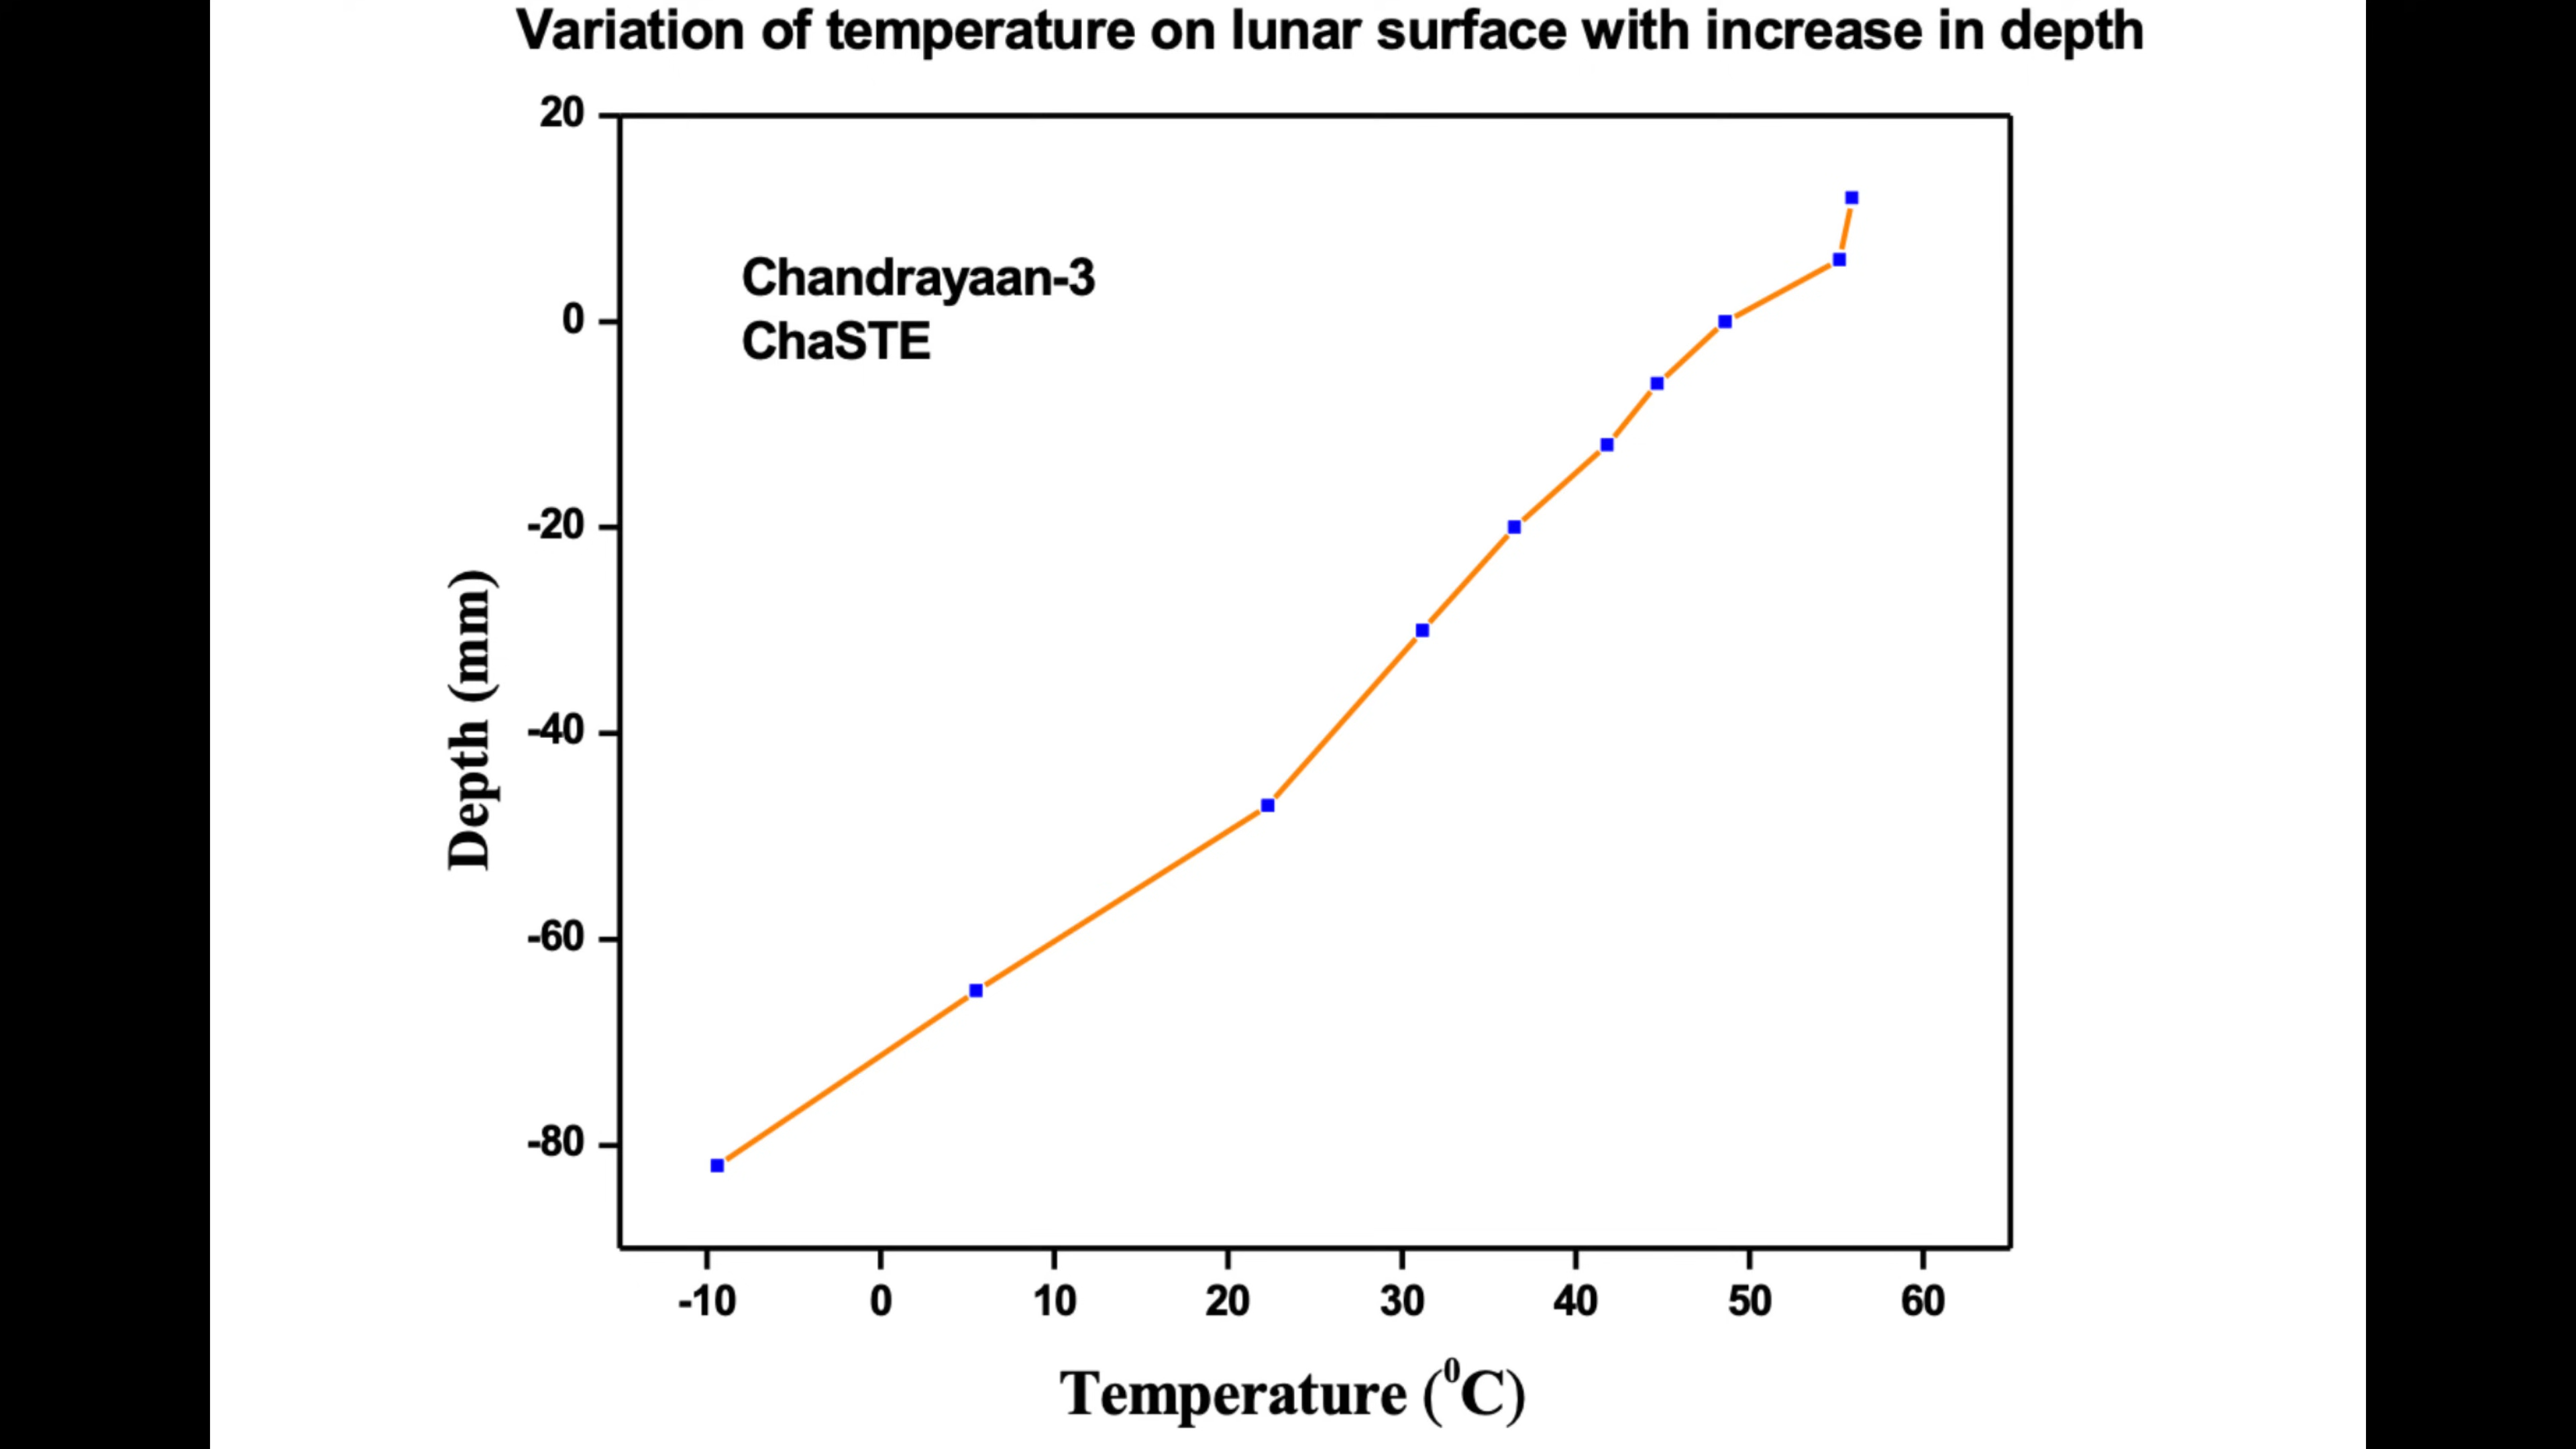 Variation of temperature on lunar surface with increase in depth
20
Chandrayaan-3
0
ChaSTE
-20
-40
Depth (mm)
-60
-80
-10 0 10 20 30 40 50 60
Temperature (⁰C)